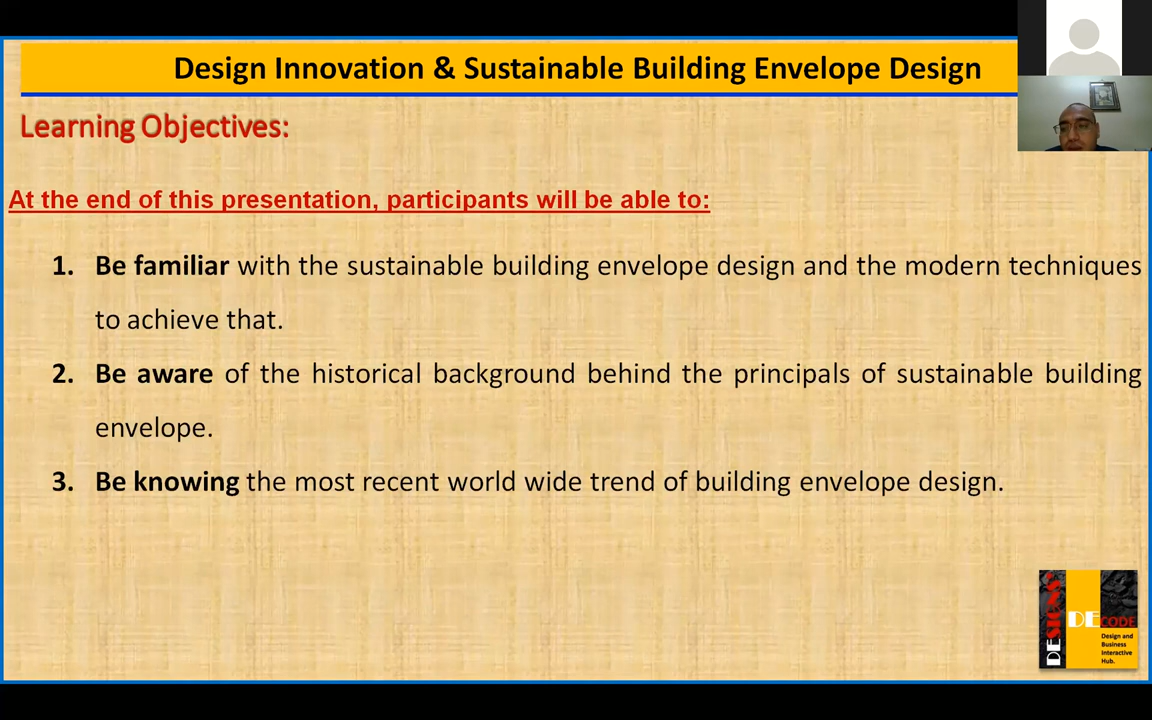 Design Innovation & Sustainable Building Envelope Design
Learning Objectives:
At the end of this presentation, participants will be able to:
1. Be familiar with the sustainable building envelope design and the modern techniques
to achieve that.
2. Be aware of the historical background behind the principals of sustainable building
envelope.
3. Be knowing the most recent world wide trend of building envelope design.
DESIGNS
DECODE
Design and
Business
Interactive
Hub.